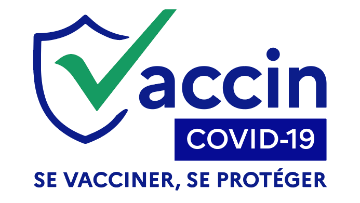 Vaccin
COVID-19
SE VACCINER, SE PROTÉGER